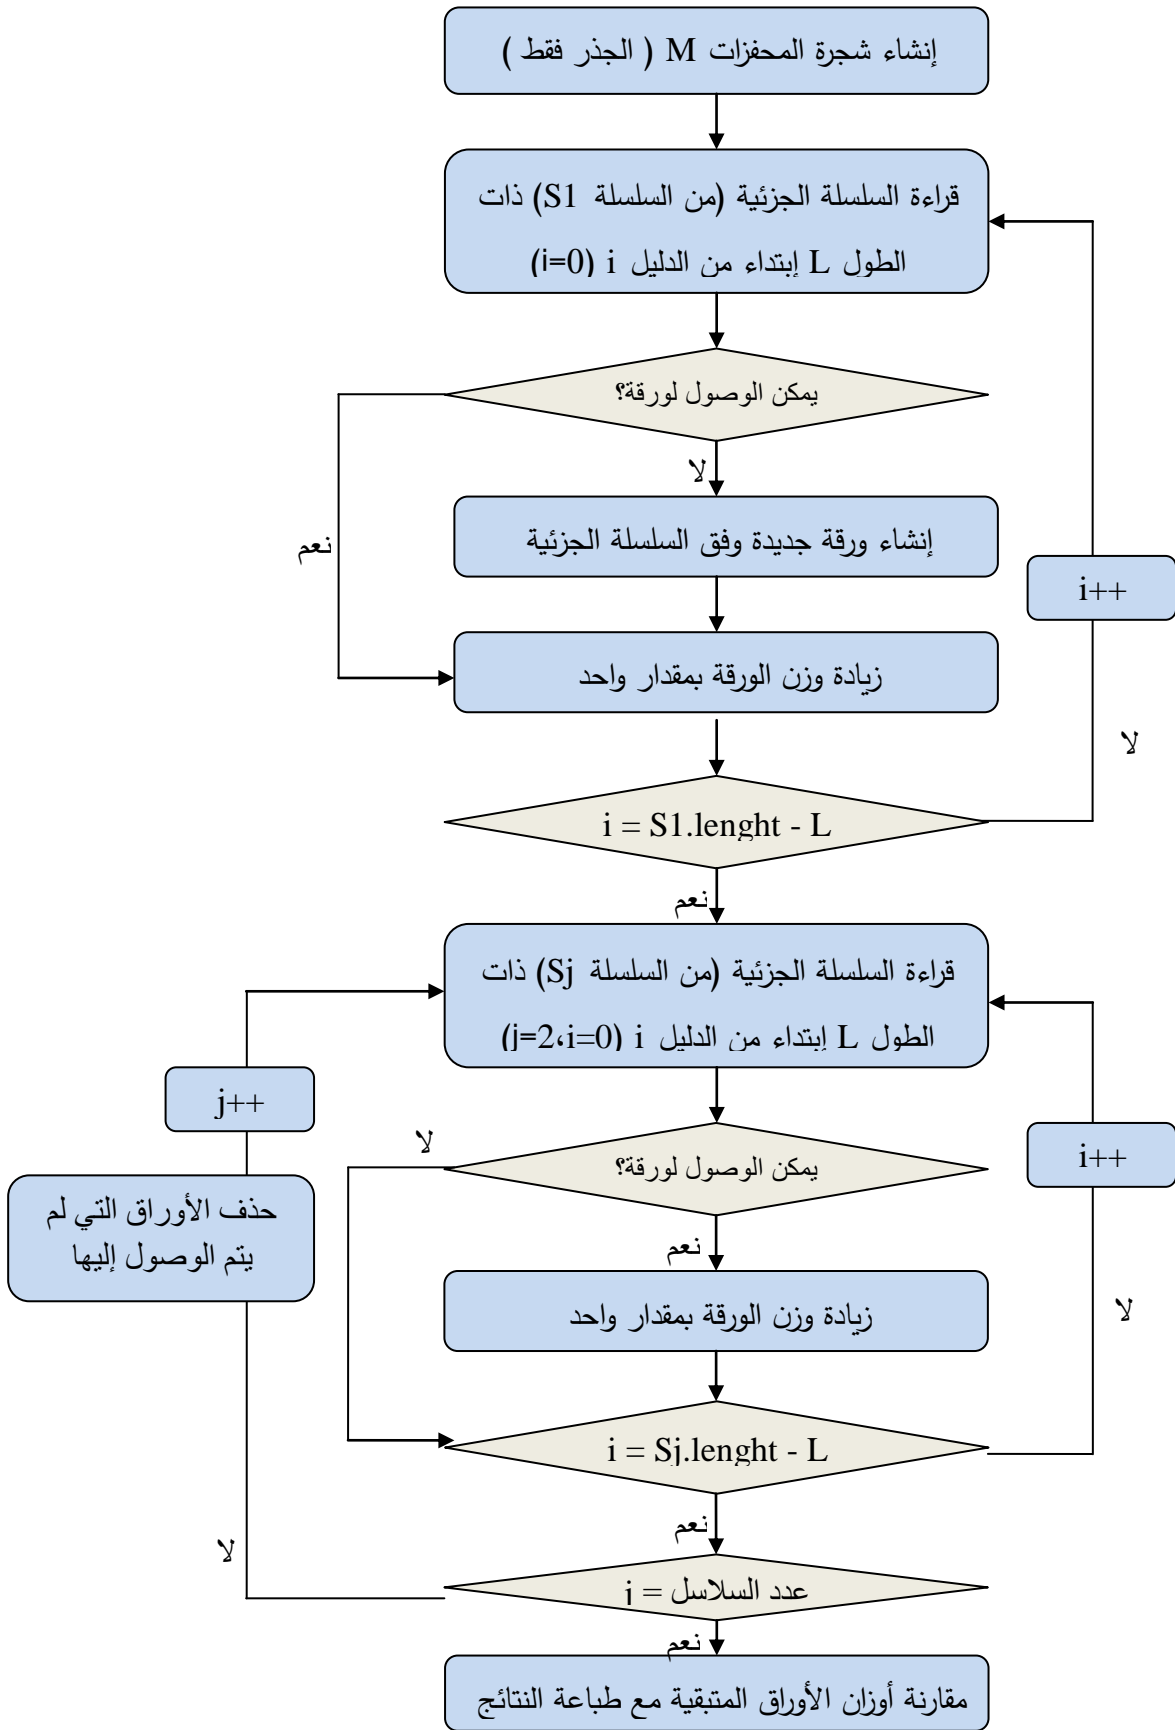 إنشاء شجرة المحفزات M ( الجذر فقط )
قراءة السلسلة الجزئية (من السلسلة S1) ذات
الطول L إبتداء من الدليل i (i=0)
يمكن الوصول لورقة؟
لا
نعم
إنشاء ورقة جديدة وفق السلسلة الجزئية
i++
زيادة وزن الورقة بمقدار واحد
لا
i = S1.lenght - L
نعم
قراءة السلسلة الجزئية (من السلسلة Sj) ذات
الطول L إبتداء من الدليل i (j=2،i=0)
j++
لا
يمكن الوصول لورقة؟
i++
حذف الأوراق التي لم
يتم الوصول إليها
نعم
زيادة وزن الورقة بمقدار واحد
لا
i = Sj.lenght - L
نعم
لا
عدد السلاسل = j
نعم
مقارنة أوزان الأوراق المتبقية مع طباعة النتائج